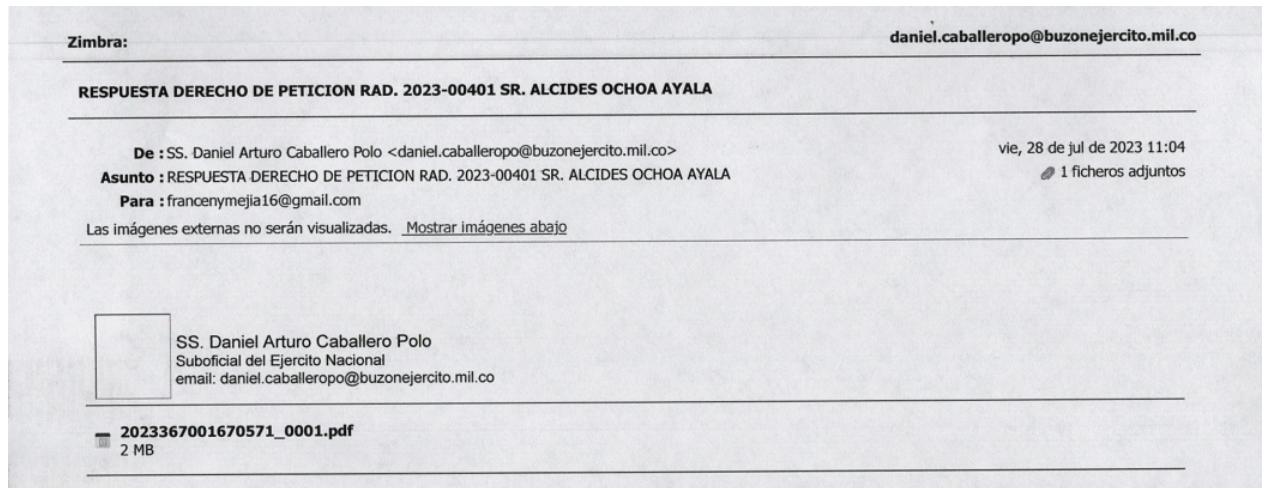 Zimbra:
daniel.caballeropo@buzonejercito.mil.co
RESPUESTA DERECHO DE PETICION RAD. 2023-00401 SR. ALCIDES OCHOA AYALA
De : SS. Daniel Arturo Caballero Polo <daniel.caballeropo@buzonejercito.mil.co>
vie, 28 de jul de 2023 11:04
Asunto : RESPUESTA DERECHO DE PETICION RAD. 2023-00401 SR. ALCIDES OCHOA AYALA
1 ficheros adjuntos
Para : francenymejia16@gmail.com
Las imágenes externas no serán visualizadas. Mostrar imágenes abajo
SS. Daniel Arturo Caballero Polo
Suboficial del Ejercito Nacional
email: daniel.caballeropo@buzonejercito.mil.co
2023367001670571_0001.pdf
2 MB